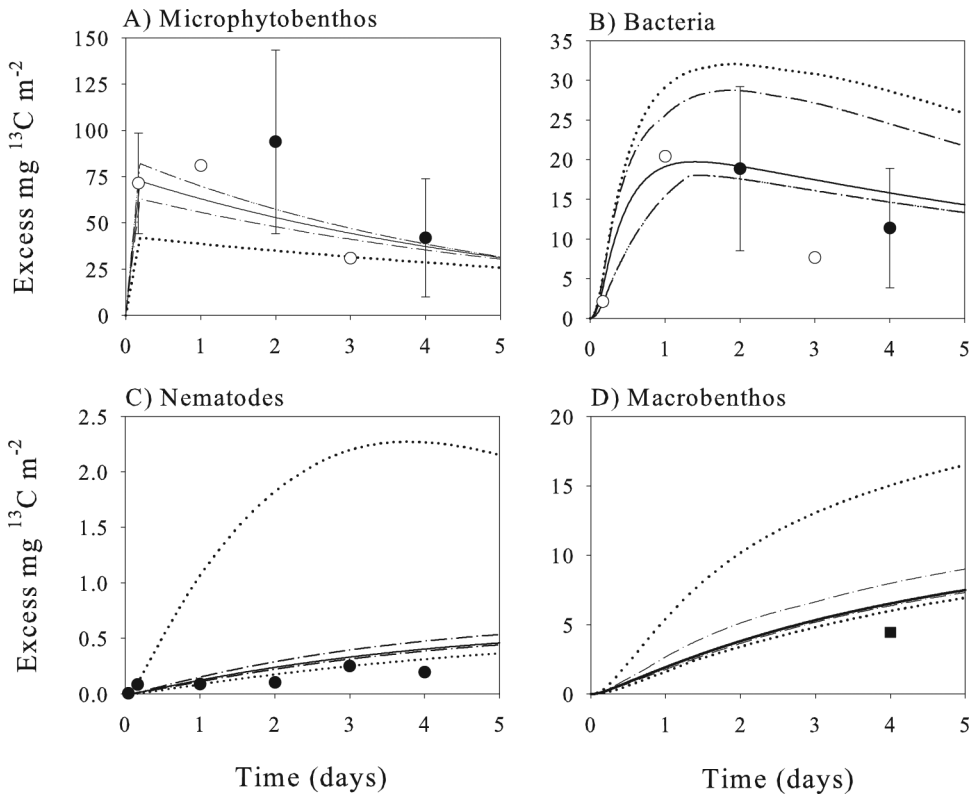 A) Microphytobenthos
B) Bacteria
Excess mg ¹³C m⁻²
150
125
100
75
50
25
0
0 1 2 3 4 5
35
30
25
20
15
10
5
0
0 1 2 3 4 5
C) Nematodes
D) Macrobenthos
Excess mg ¹³C m⁻²
2.5
2.0
1.5
1.0
0.5
0.0
0 1 2 3 4 5
20
15
10
5
0
0 1 2 3 4 5
Time (days)
Time (days)